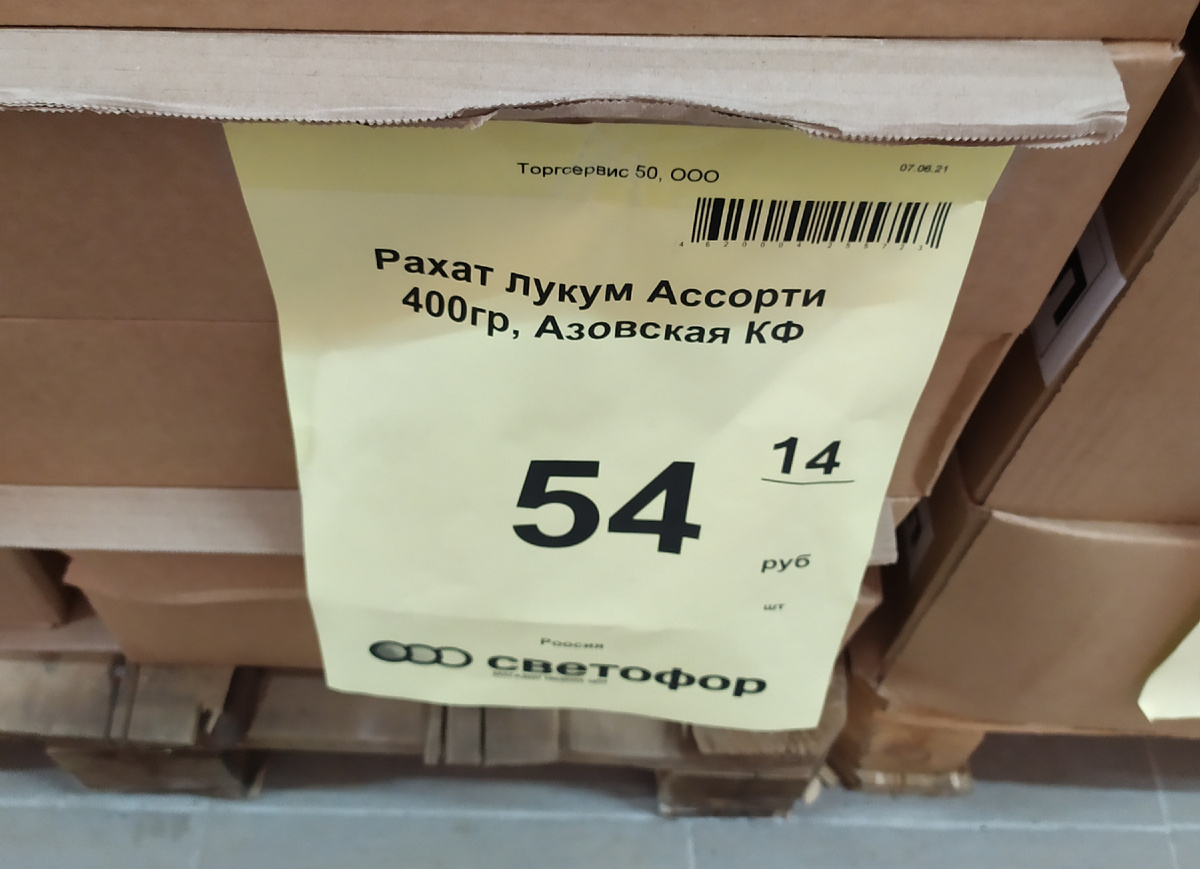 Торгсервис 50, ООО
07.06.21
Рахат лукум Ассорти
400гр, Азовская КФ
54
14
руб
шт
Россия
светофор